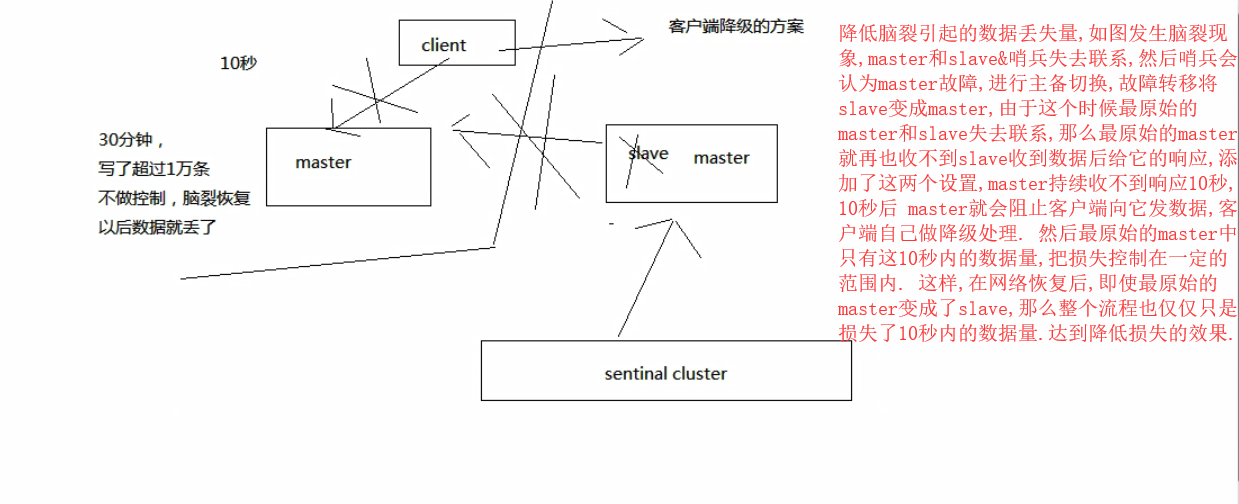 client
客户端降级的方案
10秒
30分钟，
写了超过1万条
不做控制，脑裂恢复
以后数据就丢了
master
slave
master
sentinal cluster
降低脑裂引起的数据丢失量,如图发生脑裂现
象,master和slave&哨兵失去联系,然后哨兵会
认为master故障,进行主备切换,故障转移将
slave变成master,由于这个时候最原始的
master和slave失去联系,那么最原始的master
就再也收不到slave收到数据后给它的响应,添
加了这两个设置,master持续收不到响应10秒,
10秒后 master就会阻止客户端向它发数据,客
户端自己做降级处理. 然后最原始的master中
只有这10秒内的数据量,把损失控制在一定的
范围内. 这样,在网络恢复后,即使最原始的
master变成了slave,那么整个流程也仅仅只是
损失了10秒内的数据量.达到降低损失的效果.